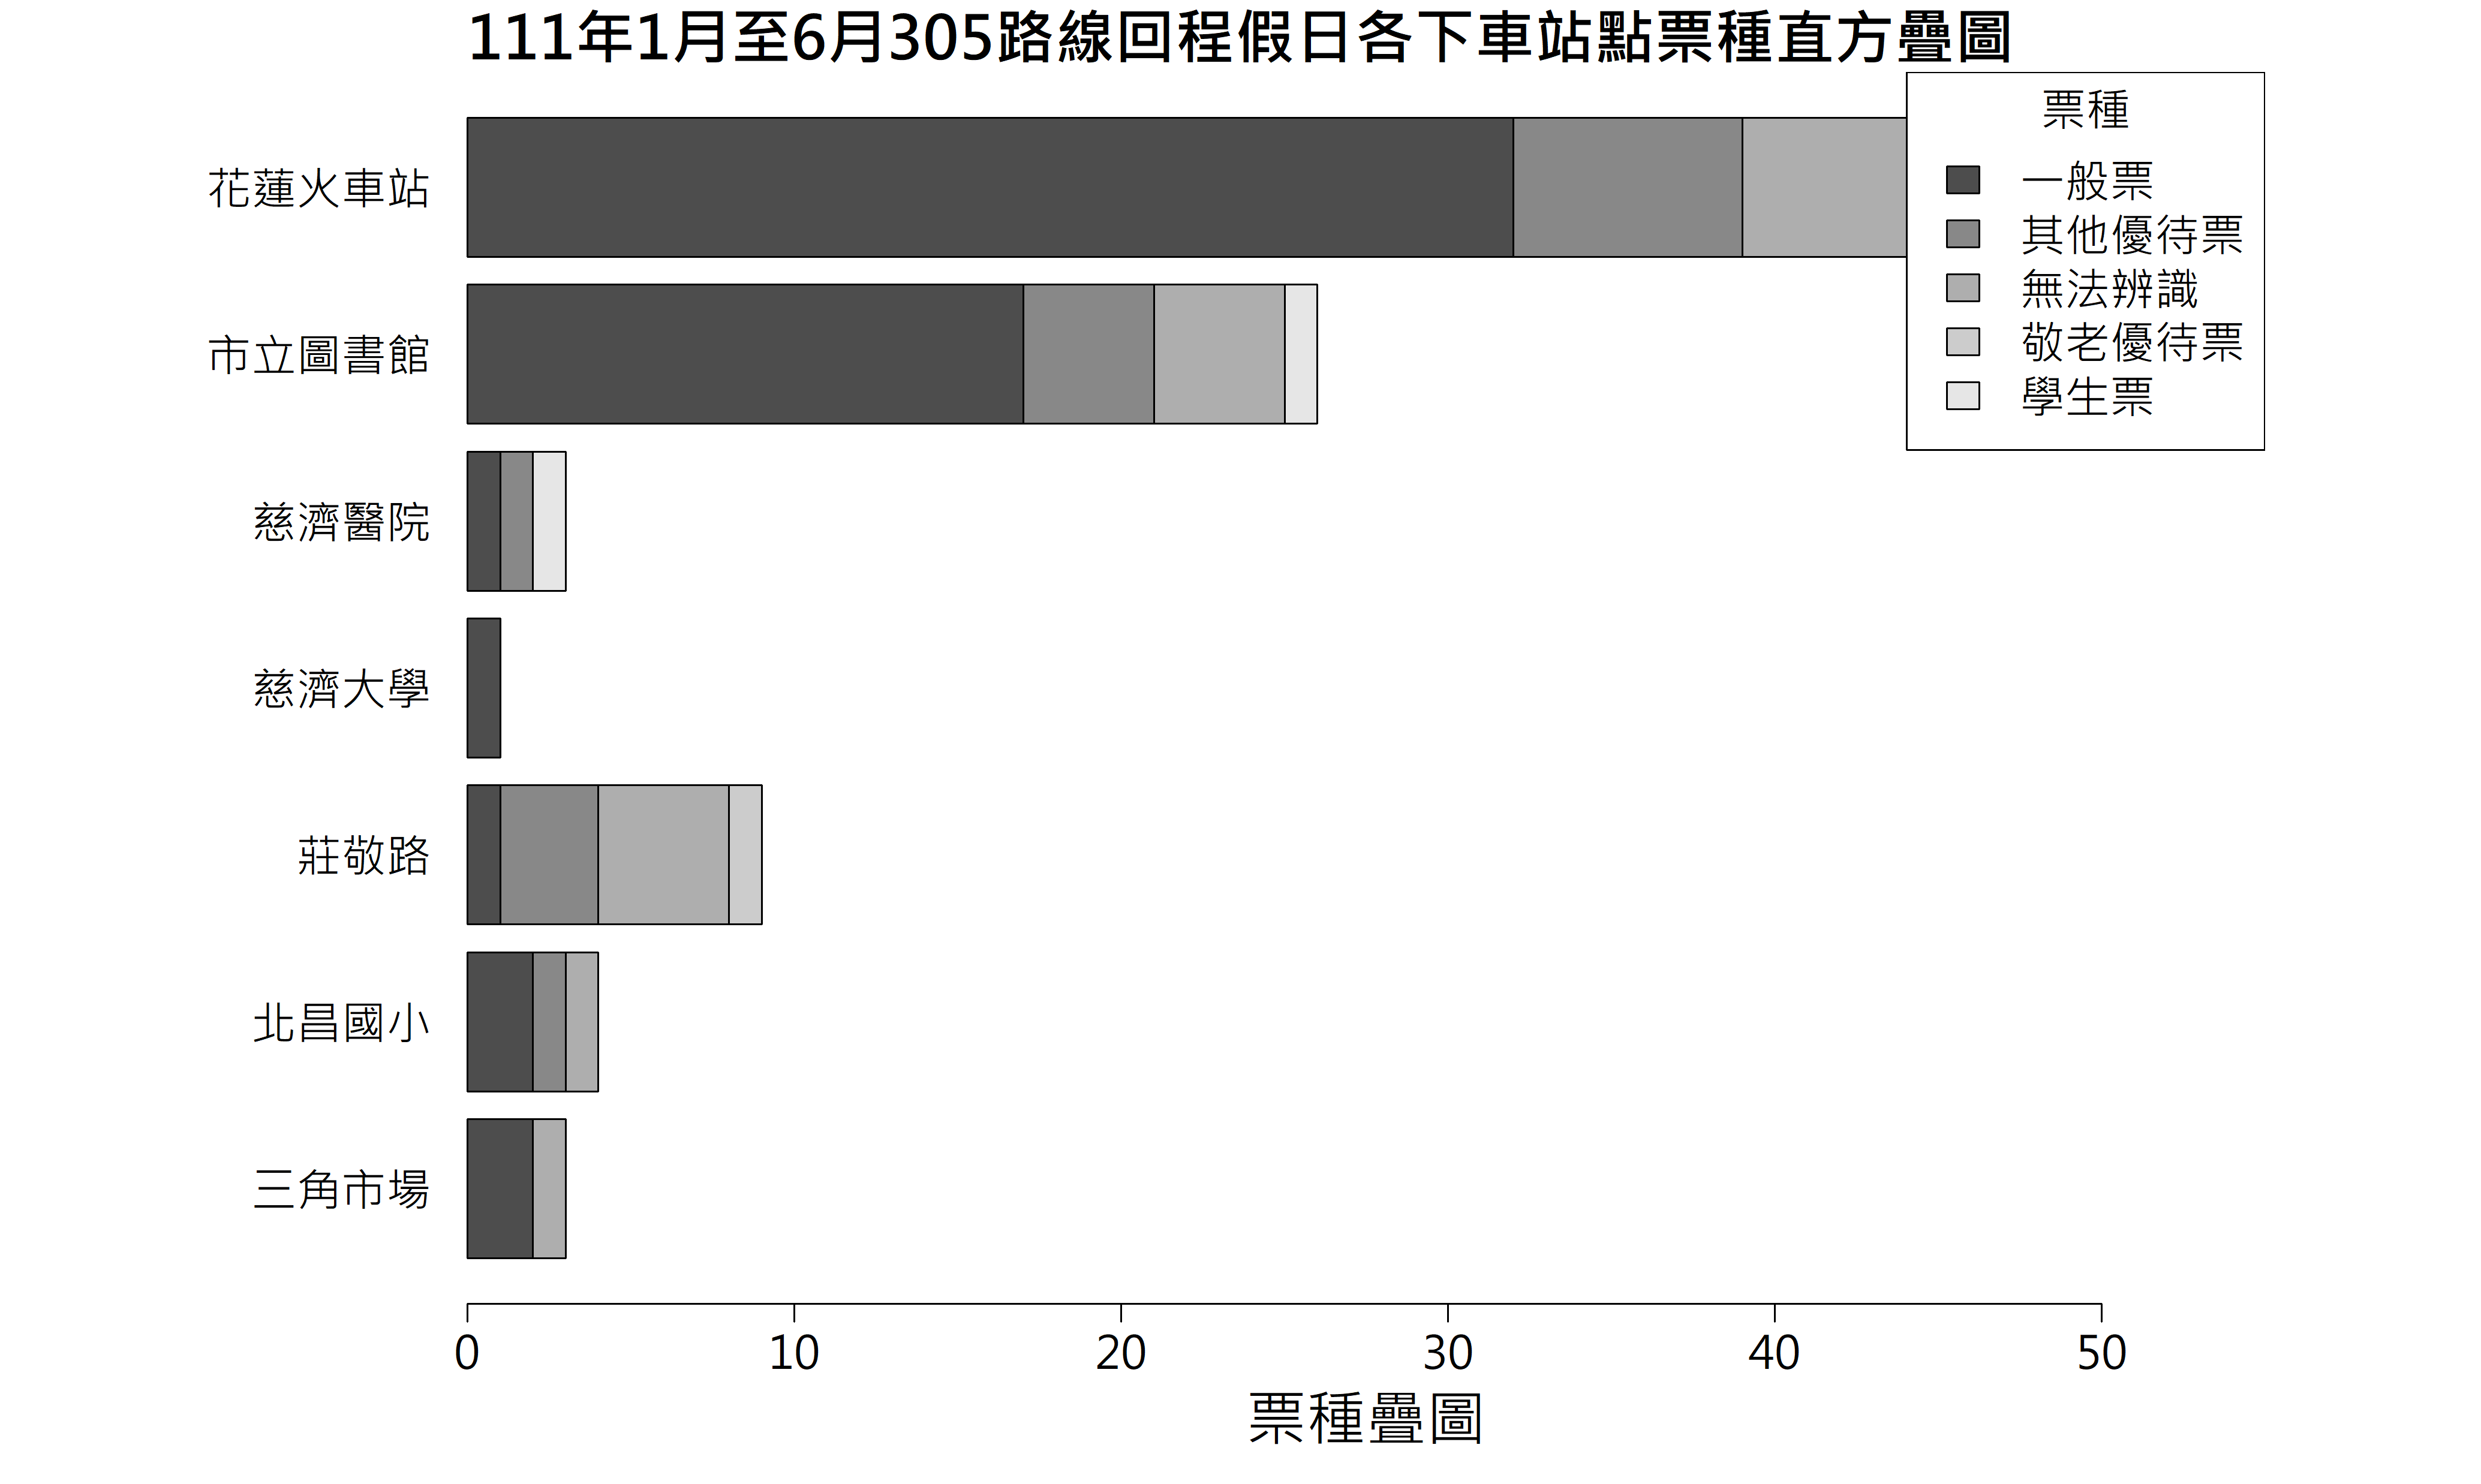 111年1月至6月305路線回程假日各下車站點票種直方疊圖
票種
一般票
其他優待票
無法辨識
敬老優待票
學生票
花蓮火車站
市立圖書館
慈濟醫院
慈濟大學
莊敬路
北昌國小
三角市場
0 10 20 30 40 50
票種疊圖